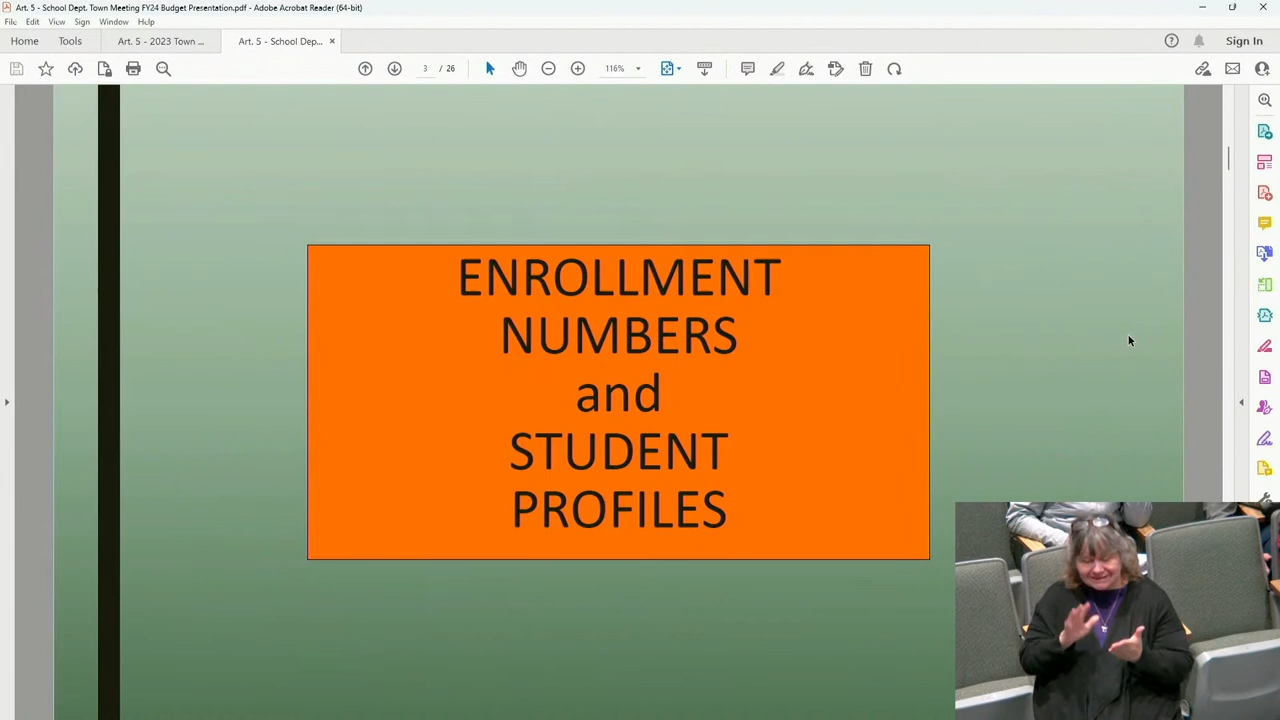 Art. 5 - School Dept. Town Meeting FY24 Budget Presentation.pdf - Adobe Acrobat Reader (64-bit)
File Edit View Sign Window Help
Home Tools Art. 5 - 2023 Town ... Art. 5 - School Dep... × Sign In
3 / 26 116%
ENROLLMENT
NUMBERS
and
STUDENT
PROFILES